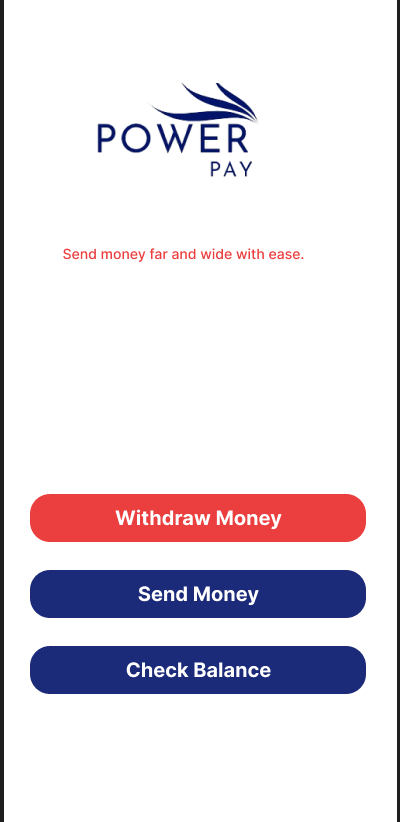 POWER
PAY
Send money far and wide with ease.
Withdraw Money
Send Money
Check Balance